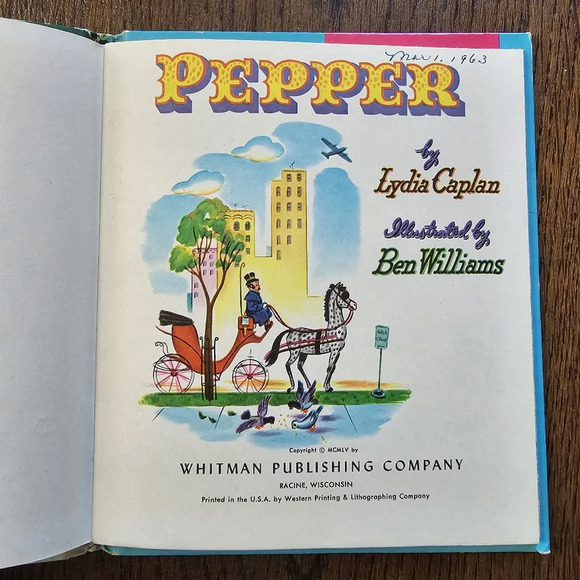 Mar 1, 1963
PEPPER
by
Lydia Caplan
Illustrated by
Ben Williams
Copyright © MCMLV by
WHITMAN PUBLISHING COMPANY
RACINE, WISCONSIN
Printed in the U.S.A. by Western Printing & Lithographing Company